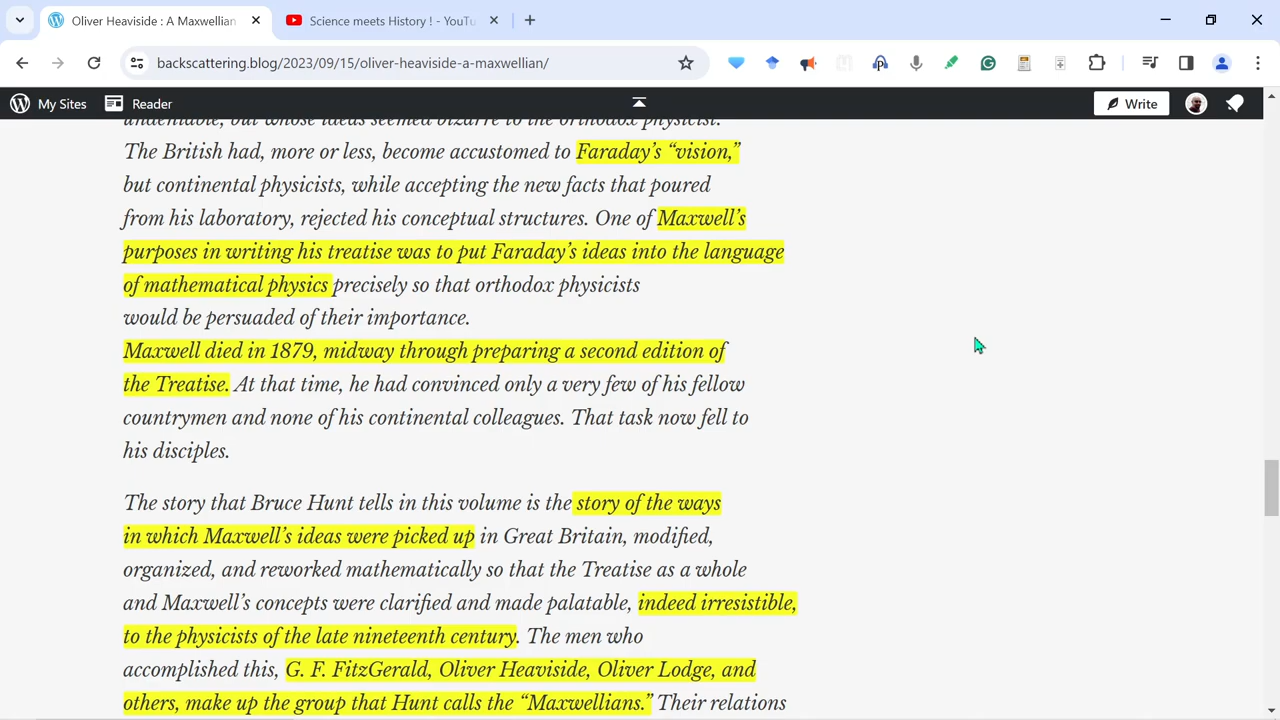 Oliver Heaviside : A Maxwellian
Science meets History ! - YouTu
backscattering.blog/2023/09/15/oliver-heaviside-a-maxwellian/
My Sites
Reader
Write
undeniable, but whose ideas seemed bizarre to the orthodox physicist.
The British had, more or less, become accustomed to Faraday’s “vision,”
but continental physicists, while accepting the new facts that poured
from his laboratory, rejected his conceptual structures. One of Maxwell’s
purposes in writing his treatise was to put Faraday’s ideas into the language
of mathematical physics precisely so that orthodox physicists
would be persuaded of their importance.
Maxwell died in 1879, midway through preparing a second edition of
the Treatise. At that time, he had convinced only a very few of his fellow
countrymen and none of his continental colleagues. That task now fell to
his disciples.
The story that Bruce Hunt tells in this volume is the story of the ways
in which Maxwell’s ideas were picked up in Great Britain, modified,
organized, and reworked mathematically so that the Treatise as a whole
and Maxwell’s concepts were clarified and made palatable, indeed irresistible,
to the physicists of the late nineteenth century. The men who
accomplished this, G. F. FitzGerald, Oliver Heaviside, Oliver Lodge, and
others, make up the group that Hunt calls the “Maxwellians.” Their relations